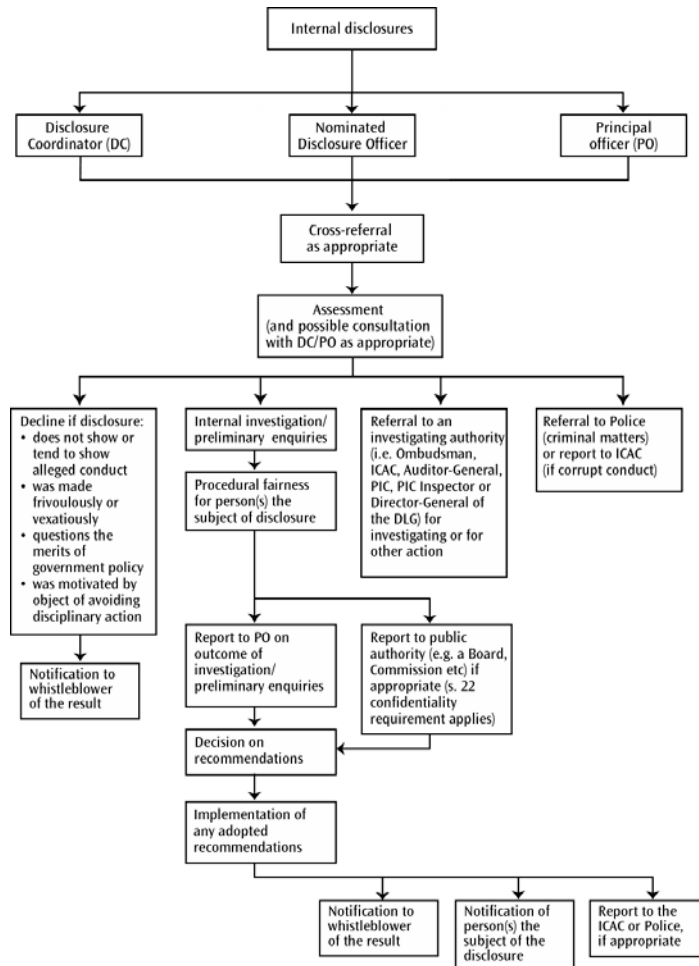 Internal disclosures
Disclosure
Coordinator (DC)
Nominated
Disclosure Officer
Principal
officer (PO)
Cross-referral
as appropriate
Assessment
(and possible consultation
with DC/PO as appropriate)
Decline if disclosure:
• does not show or
tend to show
alleged conduct
• was made
frivoulously or
vexatiously
• questions the
merits of
government policy
• was motivated by
object of avoiding
disciplinary action
Notification to
whistleblower
of the result
Internal investigation/
preliminary enquiries
Procedural fairness
for person(s) the
subject of disclosure
Referral to an
investigating authority
(i.e. Ombudsman,
ICAC, Auditor-General,
PIC, PIC Inspector or
Director-General of
the DLG) for
investigating or for
other action
Referral to Police
(criminal matters)
or report to ICAC
(if corrupt conduct)
Report to PO on
outcome of
investigation/
preliminary enquiries
Report to public
authority (e.g. a Board,
Commission etc) if
appropriate (s. 22
confidentiality
requirement applies)
Decision on
recommendations
Implementation of
any adopted
recommendations
Notification to
whistleblower
of the result
Notification of
person(s) the
subject of the
disclosure
Report to the
ICAC or Police,
if appropriate